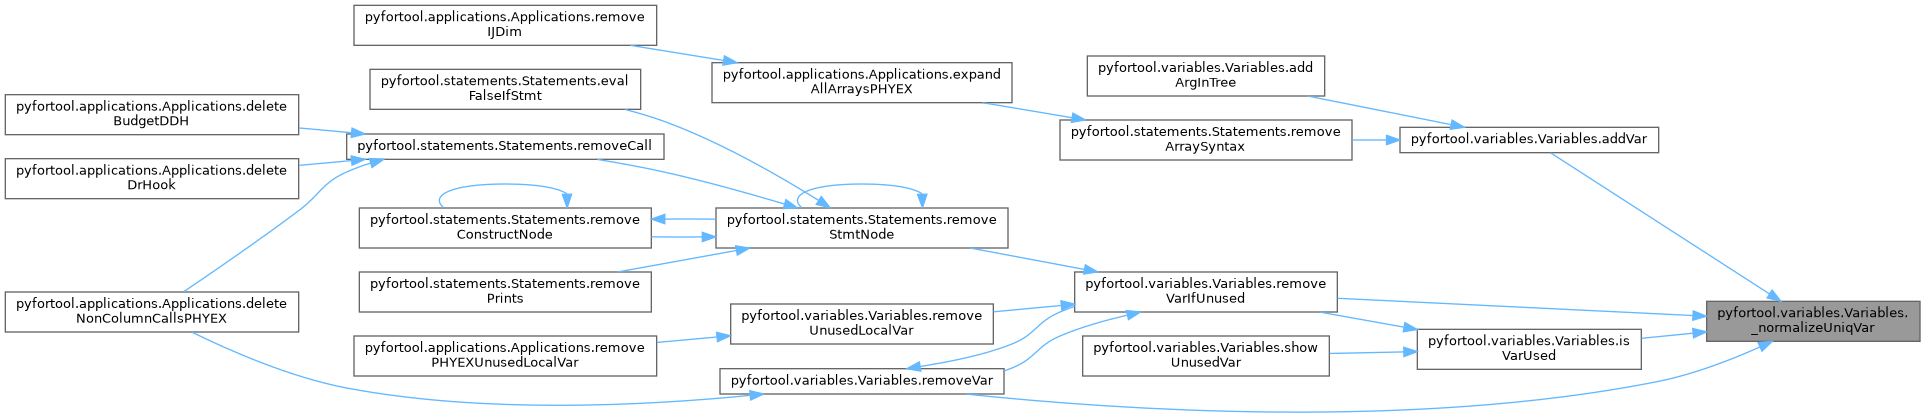 pyfortool.applications.Applications.remove
IJDim
pyfortool.statements.Statements.eval
FalseIfStmt
pyfortool.applications.Applications.expand
AllArraysPHYEX
pyfortool.variables.Variables.add
ArgInTree
pyfortool.applications.Applications.delete
BudgetDDH
pyfortool.statements.Statements.removeCall
pyfortool.statements.Statements.remove
ArraySyntax
pyfortool.variables.Variables.addVar
pyfortool.applications.Applications.delete
DrHook
pyfortool.statements.Statements.remove
ConstructNode
pyfortool.statements.Statements.remove
StmtNode
pyfortool.statements.Statements.remove
Prints
pyfortool.variables.Variables.remove
VarIfUnused
pyfortool.applications.Applications.delete
NonColumnCallsPHYEX
pyfortool.variables.Variables.remove
UnusedLocalVar
pyfortool.variables.Variables.
_normalizeUniqVar
pyfortool.applications.Applications.remove
PHYEXUnusedLocalVar
pyfortool.variables.Variables.show
UnusedVar
pyfortool.variables.Variables.is
VarUsed
pyfortool.variables.Variables.removeVar